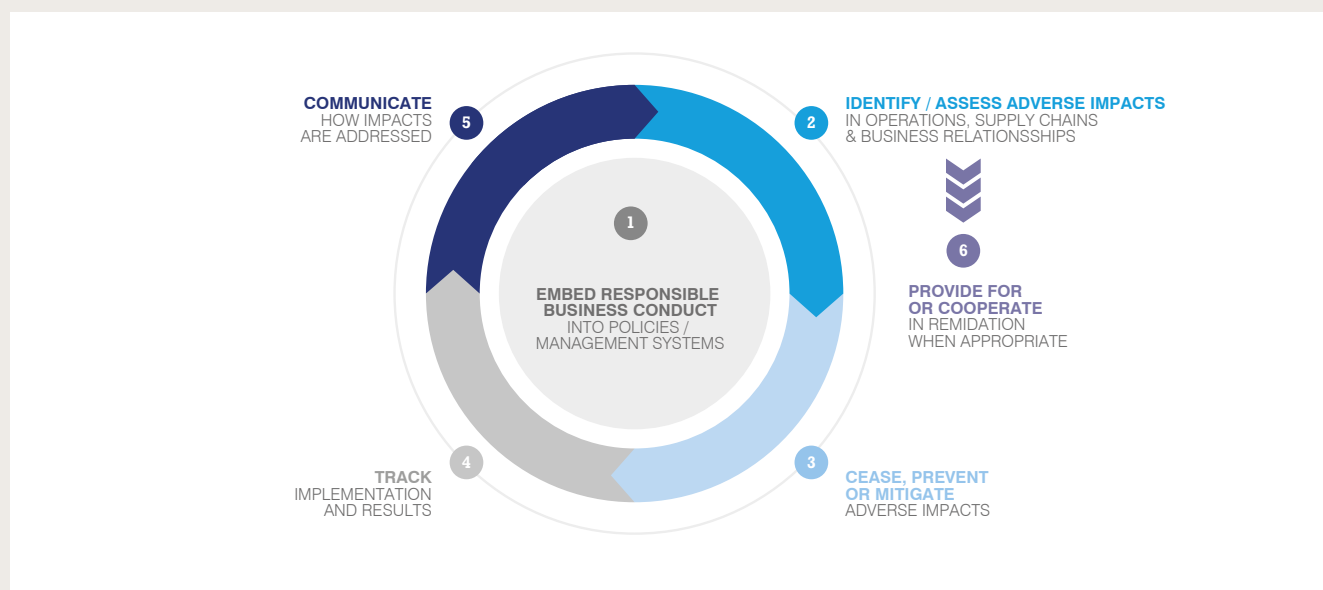 1
EMBED RESPONSIBLE
BUSINESS CONDUCT
INTO POLICIES /
MANAGEMENT SYSTEMS
2
IDENTIFY / ASSESS ADVERSE IMPACTS
IN OPERATIONS, SUPPLY CHAINS
& BUSINESS RELATIONSSHIPS
3
CEASE, PREVENT
OR MITIGATE
ADVERSE IMPACTS
4
TRACK
IMPLEMENTATION
AND RESULTS
5
COMMUNICATE
HOW IMPACTS
ARE ADDRESSED
6
PROVIDE FOR
OR COOPERATE
IN REMIDATION
WHEN APPROPRIATE